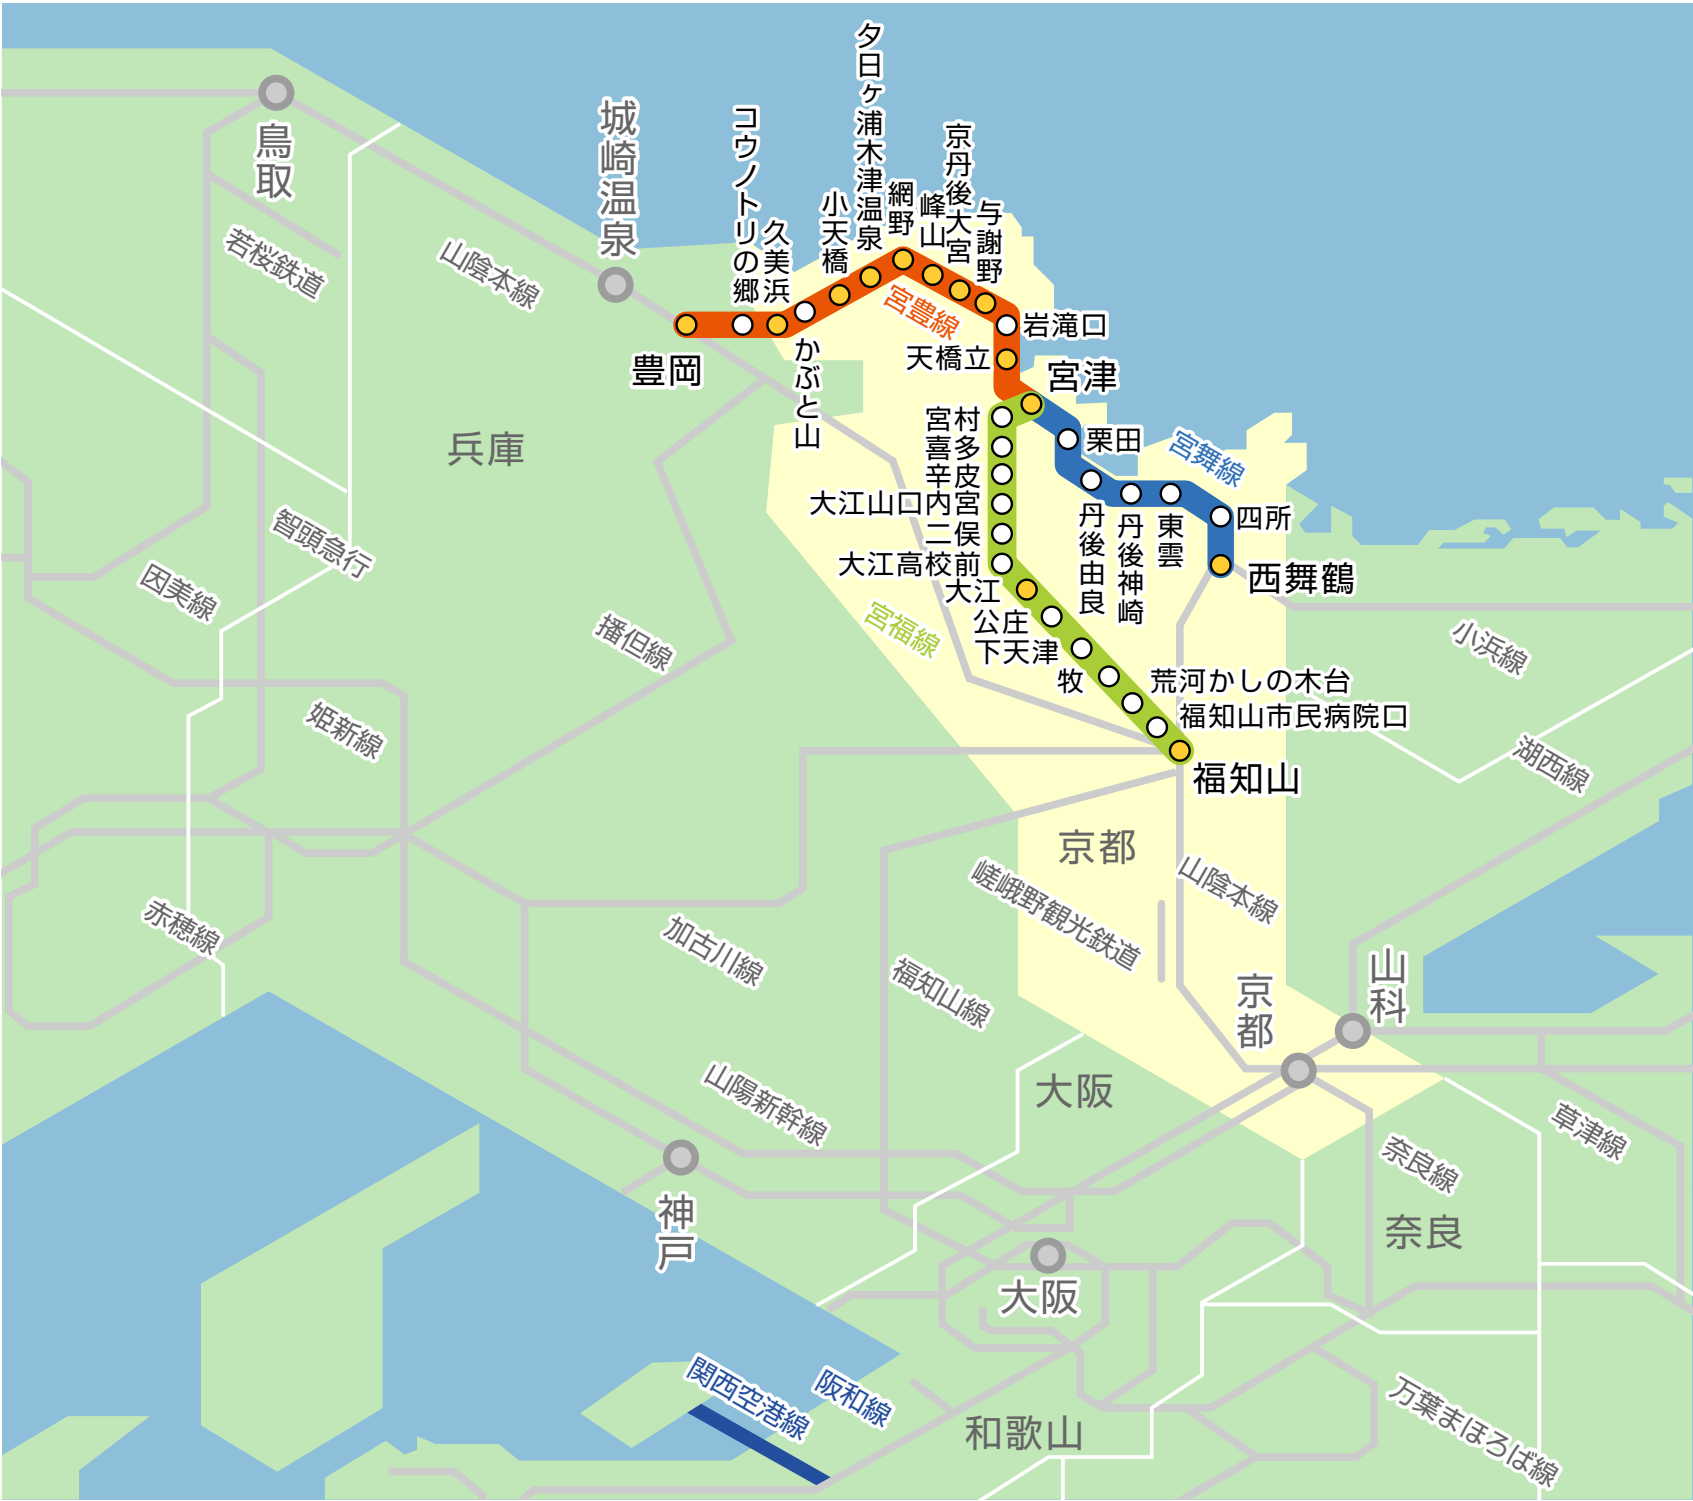 鳥取
城崎温泉
コウノトリの郷
久美浜
小天橋
夕日ヶ浦木津温泉
網野
峰山
京丹後大宮
与謝野
若桜鉄道
山陰本線
宮豊線
岩滝口
天橋立
豊岡
かぶと山
宮津
兵庫
宮村
喜多
辛皮
大江山口内宮
二俣
大江高校前
大江
公庄
下天津
牧
荒河かしの木台
福知山市民病院口
福知山
栗田
宮舞線
丹後由良
丹後神崎
東雲
四所
西舞鶴
宮福線
智頭急行
因美線
播但線
小浜線
姫新線
湖西線
京都
嵯峨野観光鉄道
山陰本線
赤穂線
加古川線
福知山線
京都
山科
山陽新幹線
大阪
草津線
奈良線
神戸
奈良
大阪
関西空港線
阪和線
和歌山
万葉まほろば線